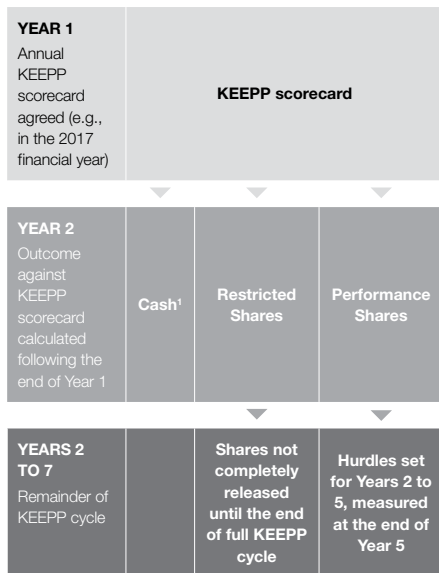 YEAR 1
Annual
KEEPP
scorecard
agreed (e.g.,
in the 2017
financial year)
KEEPP scorecard
YEAR 2
Outcome
against
KEEPP
scorecard
calculated
following the
end of Year 1
Cash¹
Restricted
Shares
Performance
Shares
YEARS 2
TO 7
Remainder of
KEEPP cycle
Shares not
completely
released
until the end
of full KEEPP
cycle
Hurdles set
for Years 2 to
5, measured
at the end of
Year 5